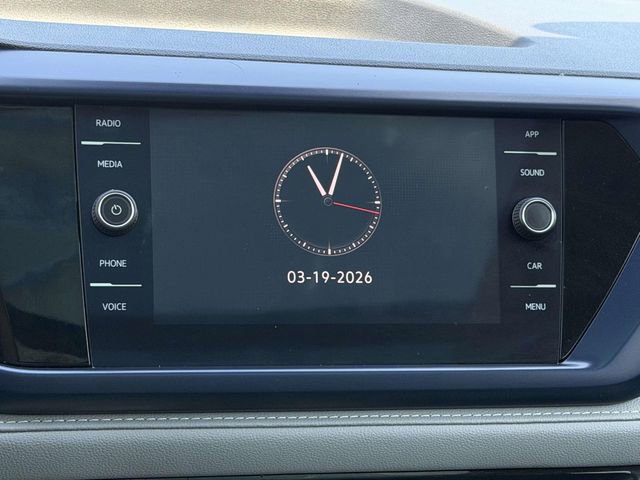 RADIO
MEDIA
PHONE
VOICE
03-19-2026
APP
SOUND
CAR
MENU